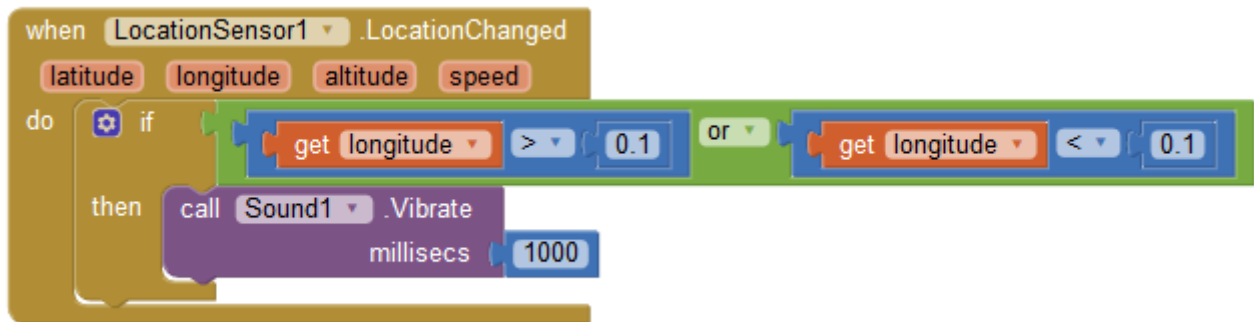 when LocationSensor1 .LocationChanged
latitude longitude altitude speed
do if get longitude > 0.1 or get longitude < 0.1
then call Sound1 .Vibrate
millisecs 1000